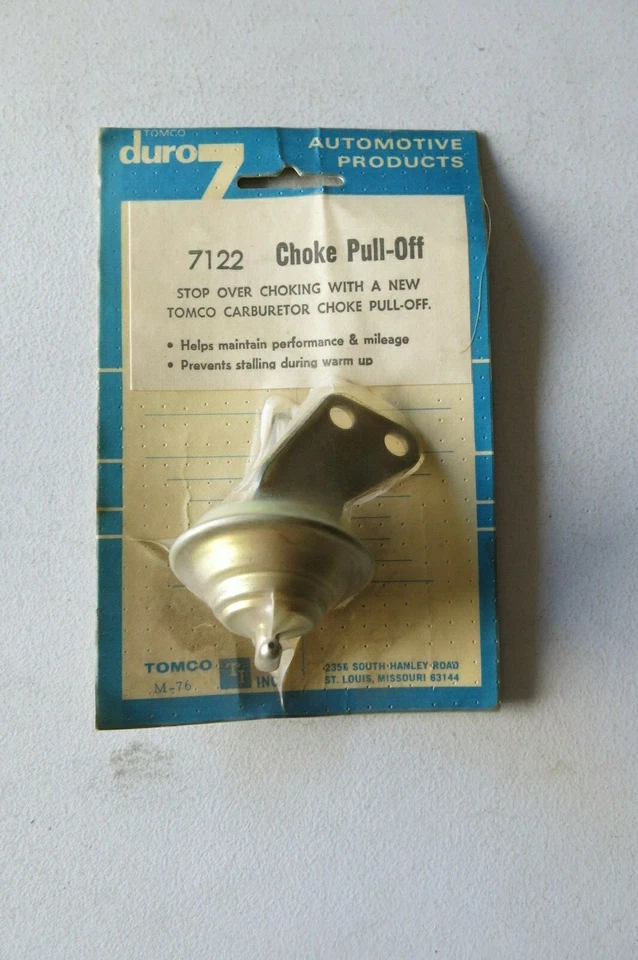 TOMCO
duro 7
AUTOMOTIVE
PRODUCTS
7122 Choke Pull-Off
STOP OVER CHOKING WITH A NEW
TOMCO CARBURETOR CHOKE PULL-OFF.
• Helps maintain performance & mileage
• Prevents stalling during warm up
TOMCO INC
M-76
SOUTH HANLEY ROAD
ST. LOUIS, MISSOURI 63144